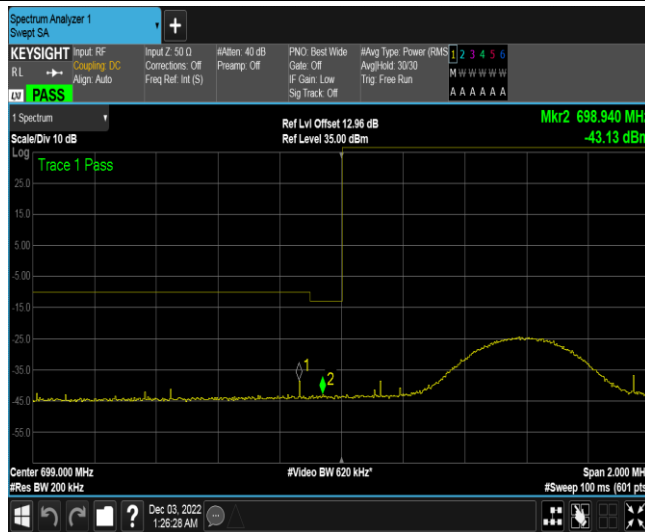 Spectrum Analyzer 1
Swept SA
+
KEYSIGHT
RL
LXI
PASS
Input: RF
Coupling: DC
Align: Auto
Input Z: 50 Ω
Corrections: Off
Freq Ref: Int (S)
#Atten: 40 dB
Preamp: Off
PNO: Best Wide
Gate: Off
IF Gain: Low
Sig Track: Off
#Avg Type: Power (RMS
Avg|Hold: 30/30
Trig: Free Run
1 2 3 4 5 6
M W W W W W
A A A A A A
1 Spectrum
Scale/Div 10 dB
Log
Ref Lvl Offset 12.96 dB
Ref Level 35.00 dBm
Mkr2 698.940 MHz
-43.13 dBm
Trace 1 Pass
25.0
15.0
5.00
-5.00
-15.0
-25.0
-35.0
-45.0
-55.0
1
2
Center 699.000 MHz
#Res BW 200 kHz
#Video BW 620 kHz*
Span 2.000 MHz
#Sweep 100 ms (601 pts
?
Dec 03, 2022
1:26:28 AM